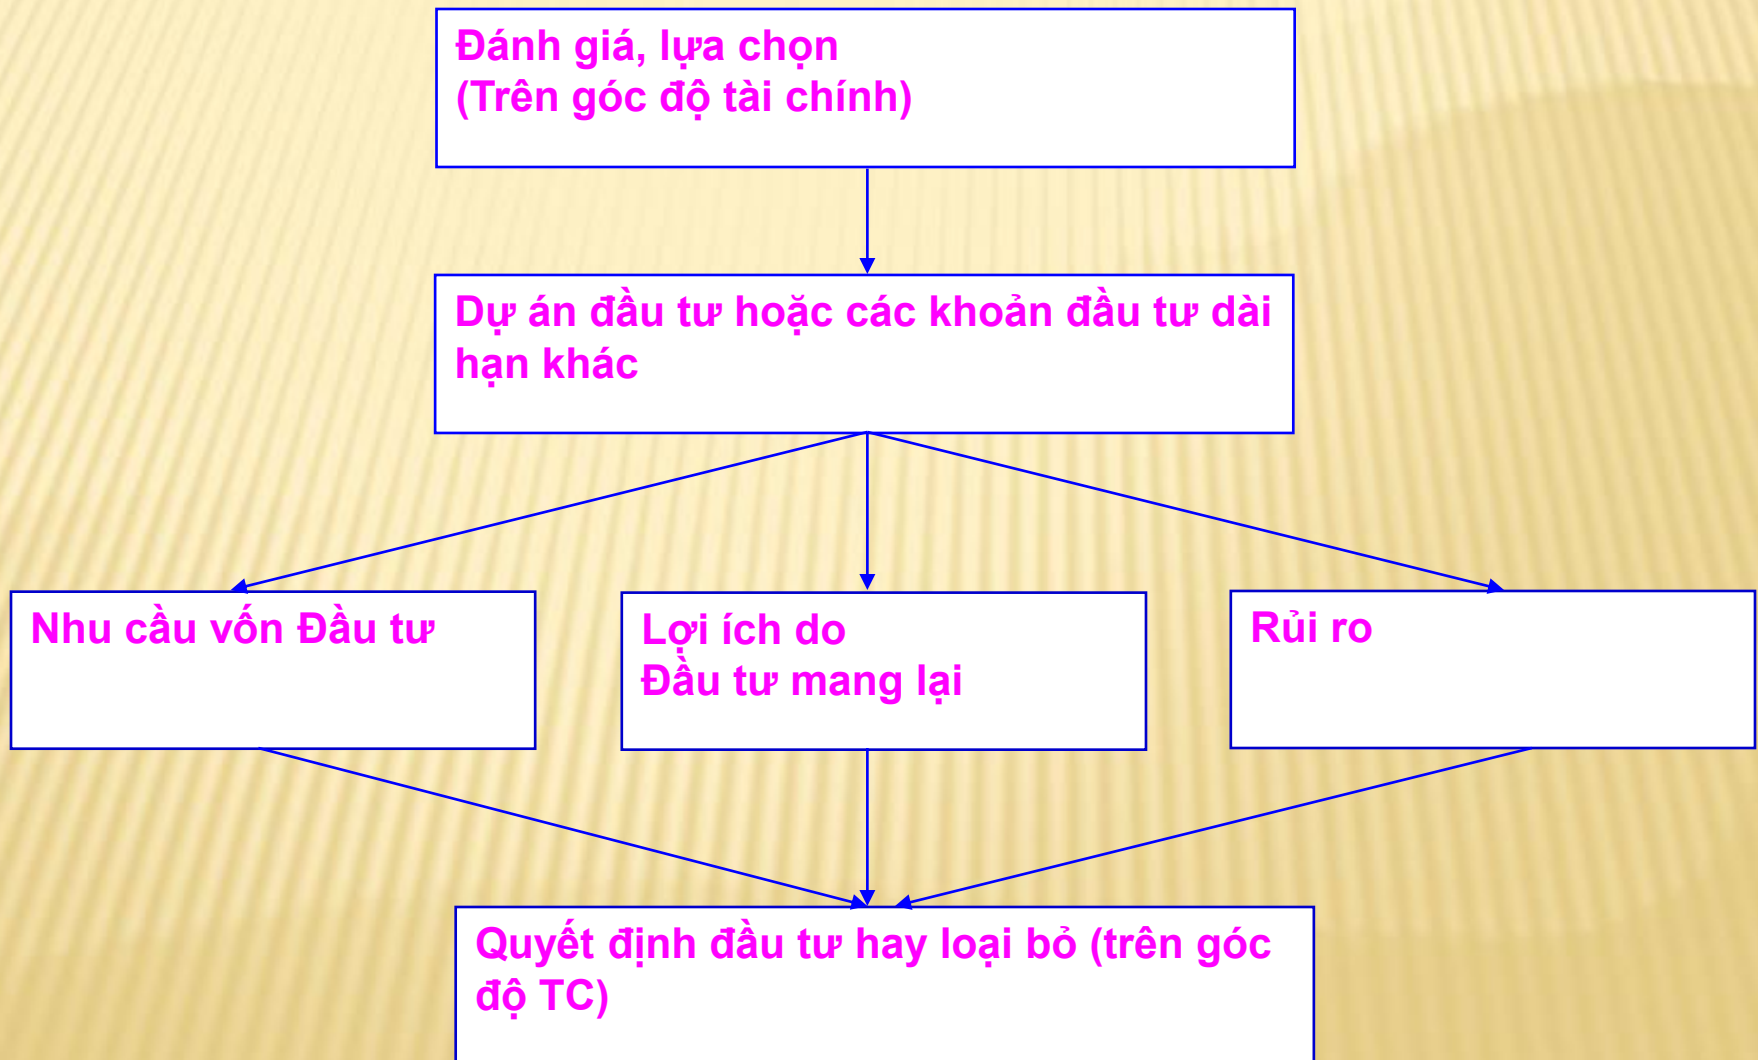 Đánh giá, lựa chọn
(Trên góc độ tài chính)
Dự án đầu tư hoặc các khoản đầu tư dài
hạn khác
Nhu cầu vốn Đầu tư
Lợi ích do
Đầu tư mang lại
Rủi ro
Quyết định đầu tư hay loại bỏ (trên góc
độ TC)